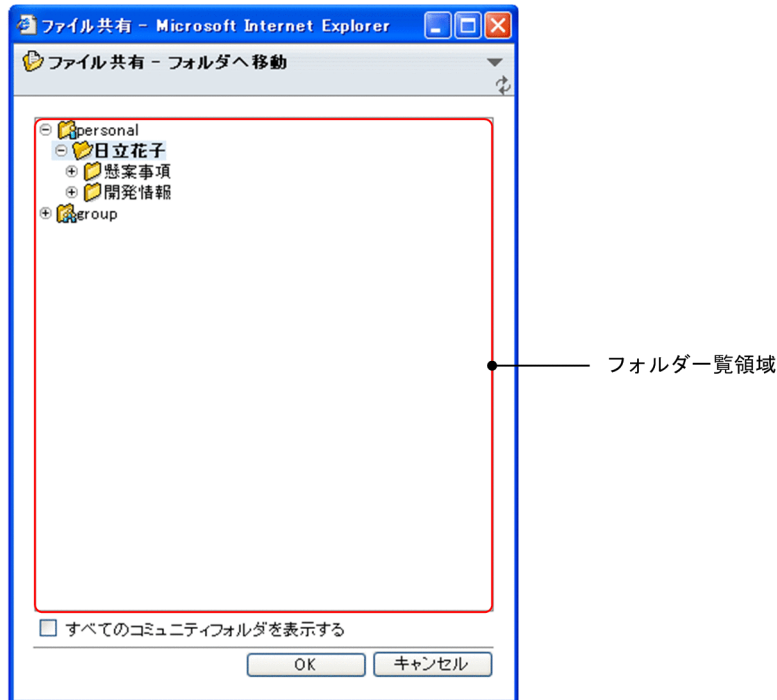 ファイル共有 - Microsoft Internet Explorer
ファイル共有 - フォルダへ移動
personal
日立花子
懸案事項
開発情報
group
フォルダ一覧領域
すべてのコミュニティフォルダを表示する
OK キャンセル